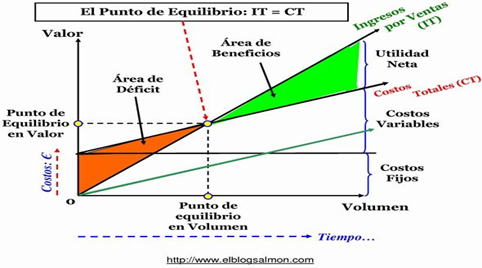 El Punto de Equilibrio: IT = CT
Valor
Ingresos
por Ventas
(IT)
Área de
Beneficios
Utilidad
Neta
Área de
Déficit
Costos
Totales (CT)
Punto de
Equilibrio
en Valor
Costos
Variables
Costos: €
Costos
Fijos
O
Punto de
equilibrio
en Volumen
Volumen
Tiempo...
http://www.elblogsalmon.com